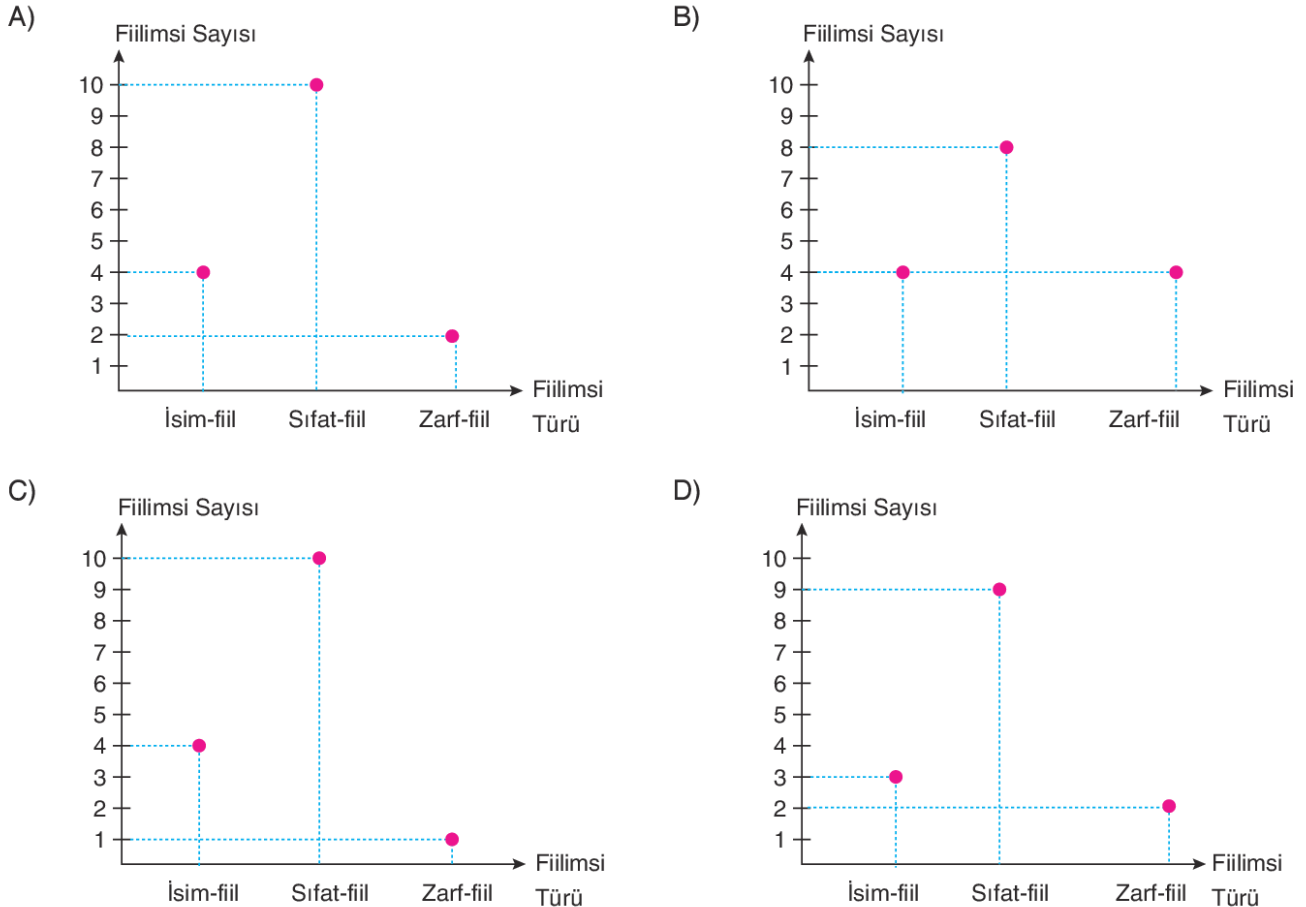 A)
Fiilimsi Sayısı
10
9
8
7
6
5
4
3
2
1
İsim-fiil Sıfat-fiil Zarf-fiil
Fiilimsi
Türü
B)
Fiilimsi Sayısı
10
9
8
7
6
5
4
3
2
1
İsim-fiil Sıfat-fiil Zarf-fiil
Fiilimsi
Türü
C)
Fiilimsi Sayısı
10
9
8
7
6
5
4
3
2
1
İsim-fiil Sıfat-fiil Zarf-fiil
Fiilimsi
Türü
D)
Fiilimsi Sayısı
10
9
8
7
6
5
4
3
2
1
İsim-fiil Sıfat-fiil Zarf-fiil
Fiilimsi
Türü